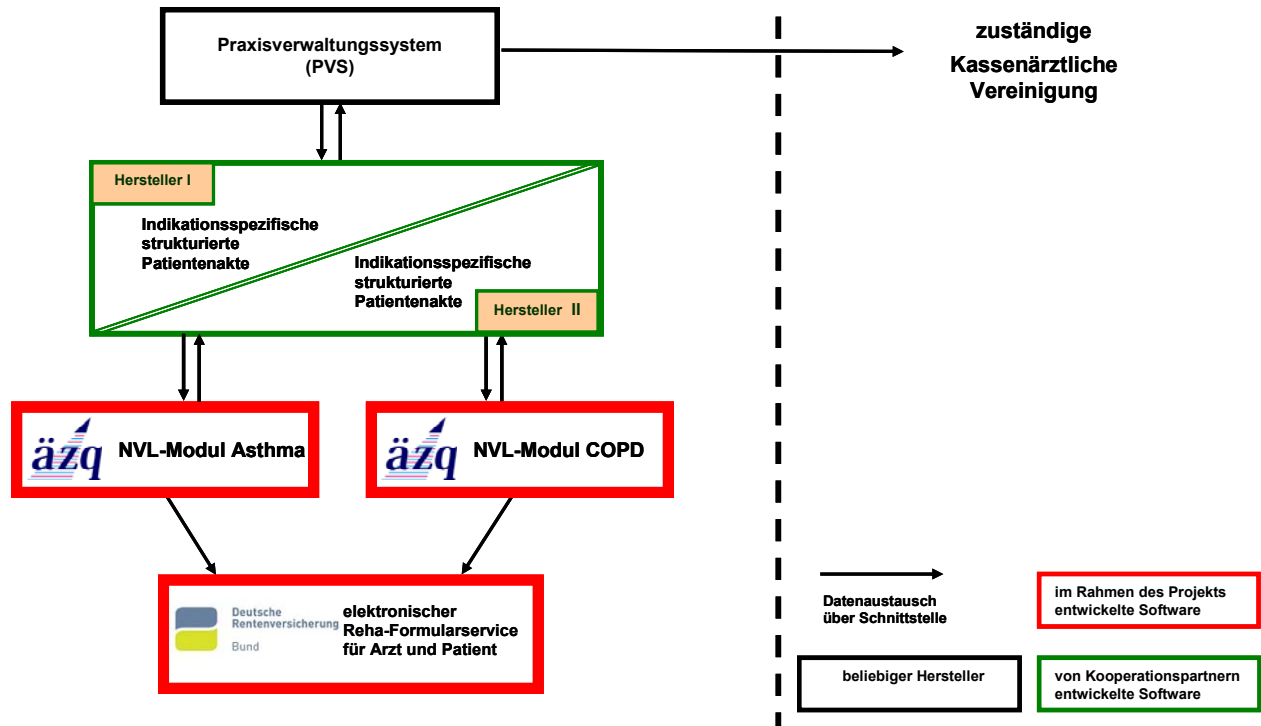 Praxisverwaltungssystem
(PVS)
zuständige
Kassenärztliche
Vereinigung
Hersteller I
Indikationsspezifische
strukturierte
Patientenakte
Indikationsspezifische
strukturierte
Patientenakte
Hersteller II
äzq
NVL-Modul Asthma
äzq
NVL-Modul COPD
Deutsche
Rentenversicherung
Bund
elektronischer
Reha-Formularservice
für Arzt und Patient
Datenaustausch
über Schnittstelle
im Rahmen des Projekts
entwickelte Software
beliebiger Hersteller
von Kooperationspartnern
entwickelte Software